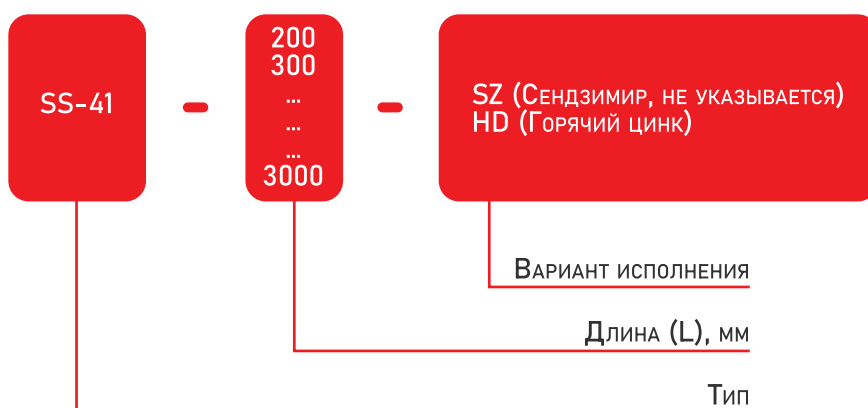 SS-41
-
200
300
...
...
...
3000
-
SZ (Сендзимир, не указывается)
HD (Горячий цинк)
Вариант исполнения
Длина (L), мм
Тип